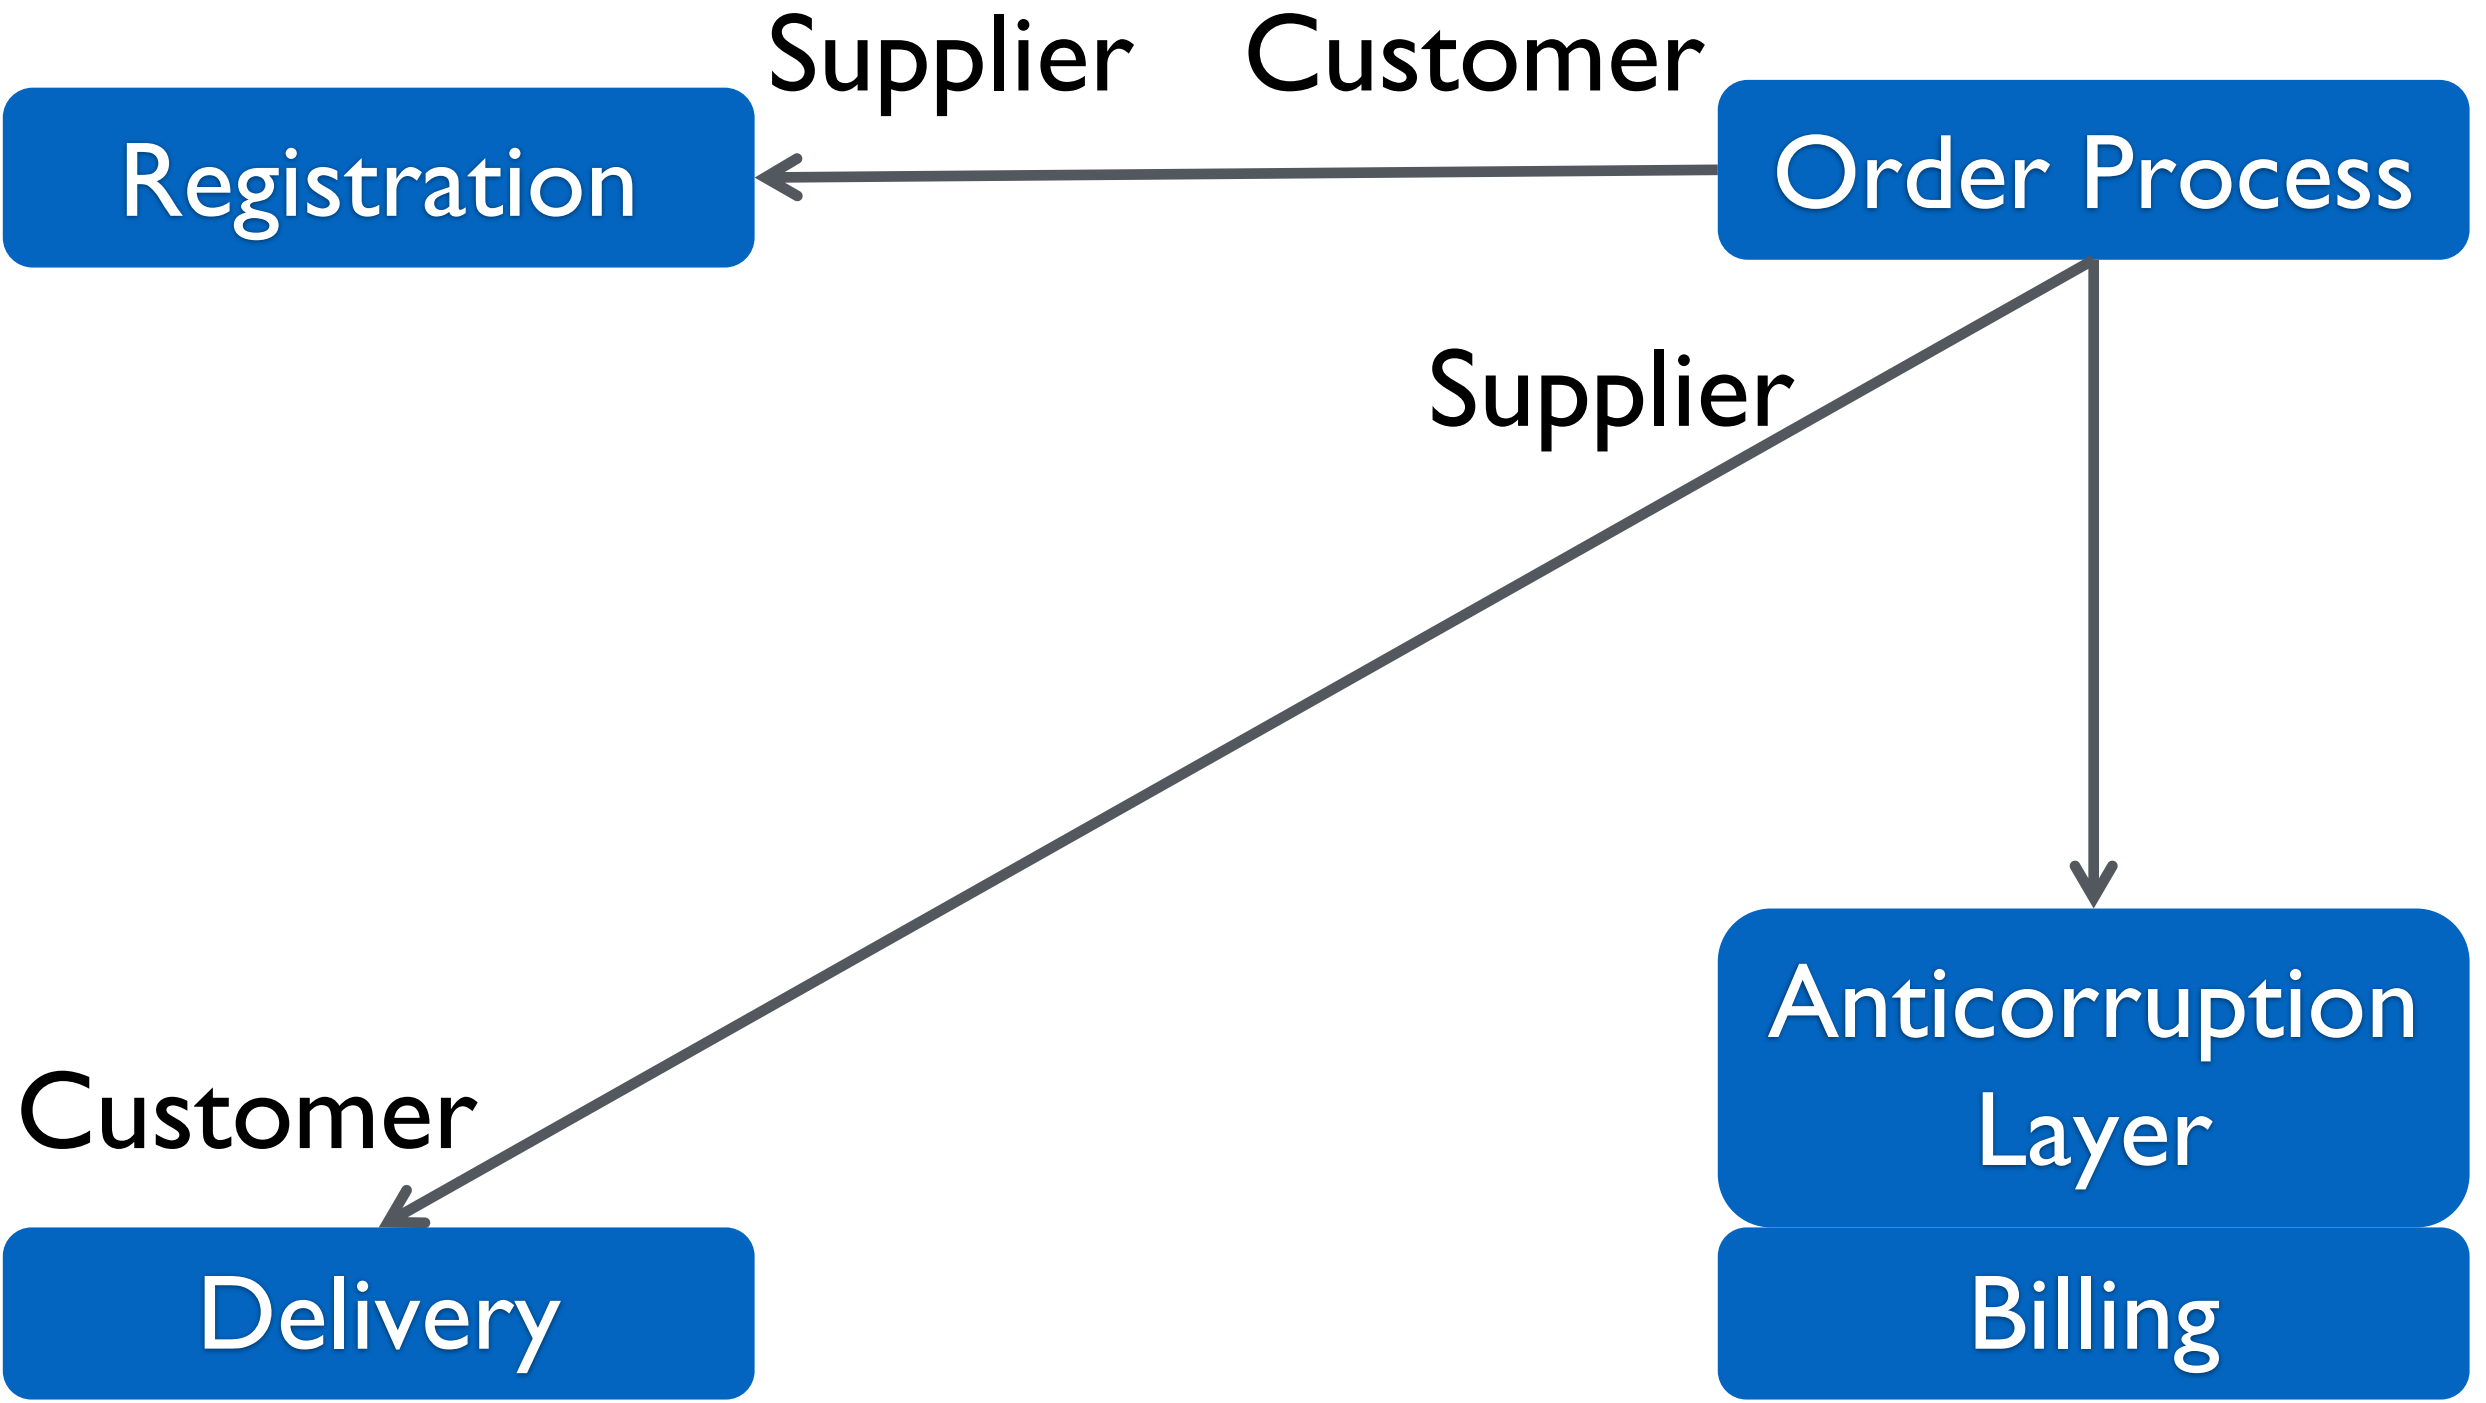 Supplier Customer
Registration
Order Process
Supplier
Anticorruption
Layer
Customer
Delivery
Billing